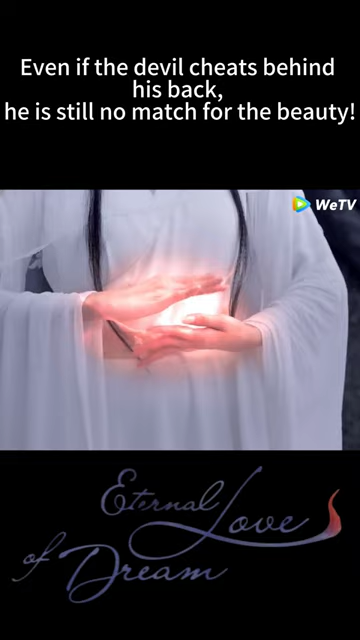 Even if the devil cheats behind
his back,
he is still no match for the beauty!
WeTV
Eternal Love
of Dream